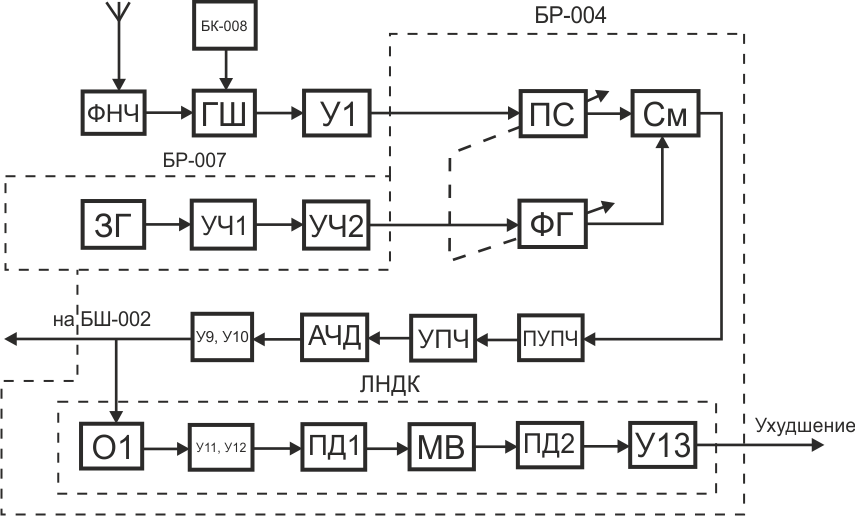 БР-004
БК-008
ФНЧ
ГШ
У1
ПС
См
БР-007
ЗГ
УЧ1
УЧ2
ФГ
на БШ-002
У9, У10
АЧД
УПЧ
ПУПЧ
ЛНДК
О1
У11, У12
ПД1
МВ
ПД2
У13
Ухудшение